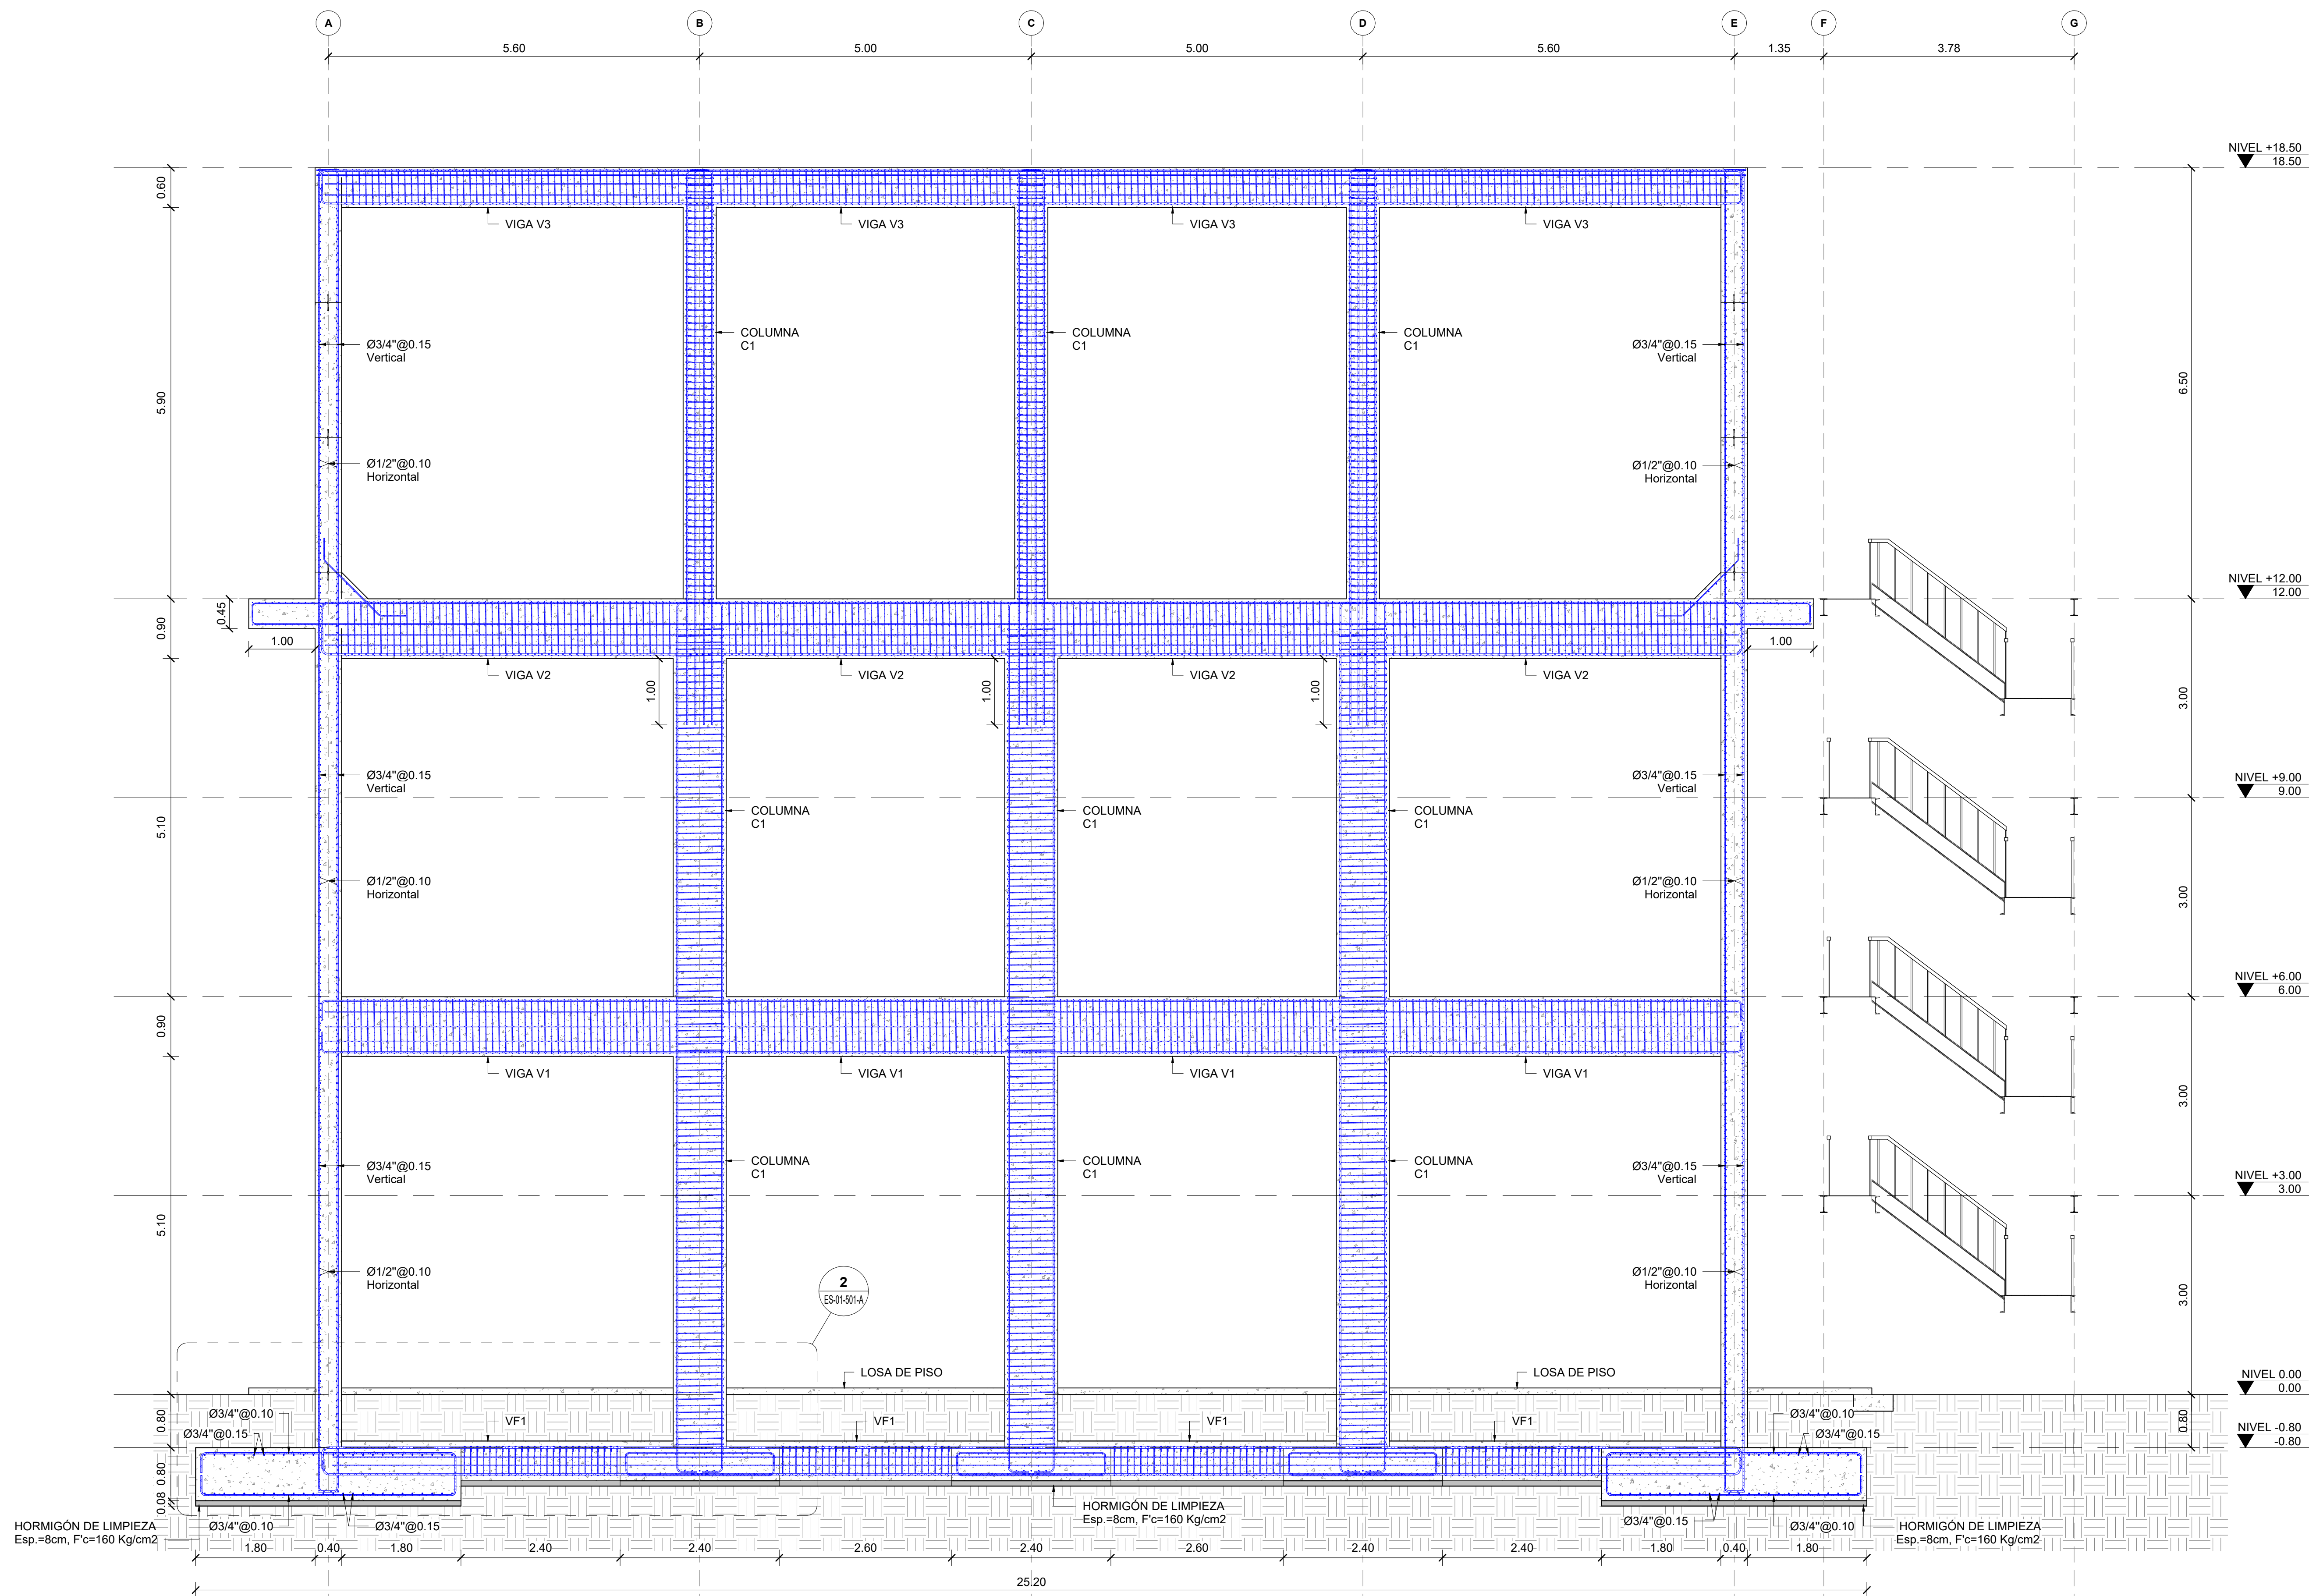 A B C D E F G
5.60 5.00 5.00 5.60 1.35 3.78
NIVEL +18.50
18.50
0.60
VIGA V3 VIGA V3 VIGA V3 VIGA V3
COLUMNA
C1
COLUMNA
C1
COLUMNA
C1
Ø3/4"@0.15
Vertical
Ø3/4"@0.15
Vertical
5.90
6.50
Ø1/2"@0.10
Horizontal
Ø1/2"@0.10
Horizontal
NIVEL +12.00
12.00
0.45
0.90
1.00
1.00
VIGA V2 VIGA V2 VIGA V2 VIGA V2
1.00 1.00 1.00
3.00
Ø3/4"@0.15
Vertical
Ø3/4"@0.15
Vertical
NIVEL +9.00
9.00
COLUMNA
C1
COLUMNA
C1
COLUMNA
C1
5.10
Ø1/2"@0.10
Horizontal
Ø1/2"@0.10
Horizontal
3.00
NIVEL +6.00
6.00
0.90
VIGA V1 VIGA V1 VIGA V1 VIGA V1
3.00
COLUMNA
C1
COLUMNA
C1
COLUMNA
C1
Ø3/4"@0.15
Vertical
Ø3/4"@0.15
Vertical
NIVEL +3.00
3.00
5.10
Ø1/2"@0.10
Horizontal
Ø1/2"@0.10
Horizontal
2
ES-01-501-A
3.00
LOSA DE PISO LOSA DE PISO
NIVEL 0.00
0.00
0.80
Ø3/4"@0.10
Ø3/4"@0.15
VF1 VF1 VF1 VF1
Ø3/4"@0.10
Ø3/4"@0.15
0.80
NIVEL -0.80
-0.80
0.80
0.08
HORMIGÓN DE LIMPIEZA
Esp.=8cm, F'c=160 Kg/cm2
Ø3/4"@0.10
Ø3/4"@0.15
HORMIGÓN DE LIMPIEZA
Esp.=8cm, F'c=160 Kg/cm2
Ø3/4"@0.15
Ø3/4"@0.10
HORMIGÓN DE LIMPIEZA
Esp.=8cm, F'c=160 Kg/cm2
1.80 0.40 1.80 2.40 2.40 2.60 2.40 2.60 2.40 2.40 1.80 0.40 1.80
25.20